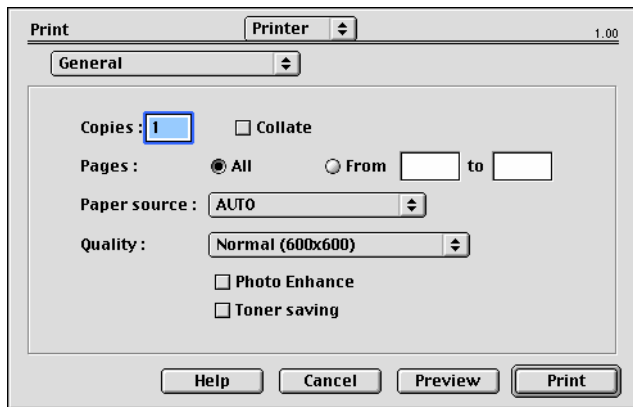 Print Printer 1.00
General
Copies : 1 Collate
Pages : All From to
Paper source : AUTO
Quality : Normal (600x600)
Photo Enhance
Toner saving
Help Cancel Preview Print